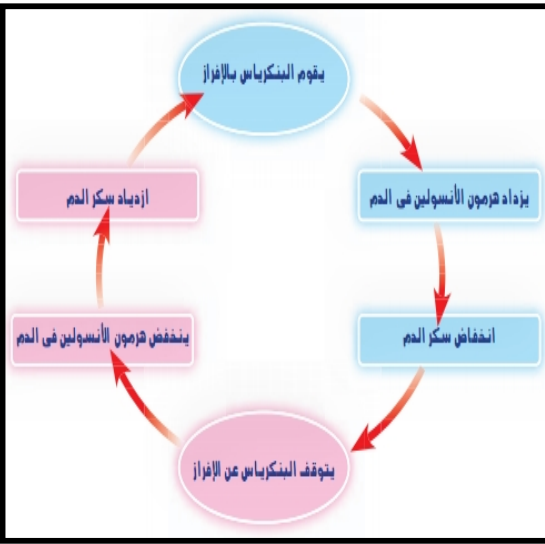 يقوم البنكرياس بالإفراز
يزداد هرمون الأنسولين فى الدم
انخفاض سكر الدم
يتوقف البنكرياس عن الإفراز
ينخفض هرمون الأنسولين فى الدم
ازدياد سكر الدم